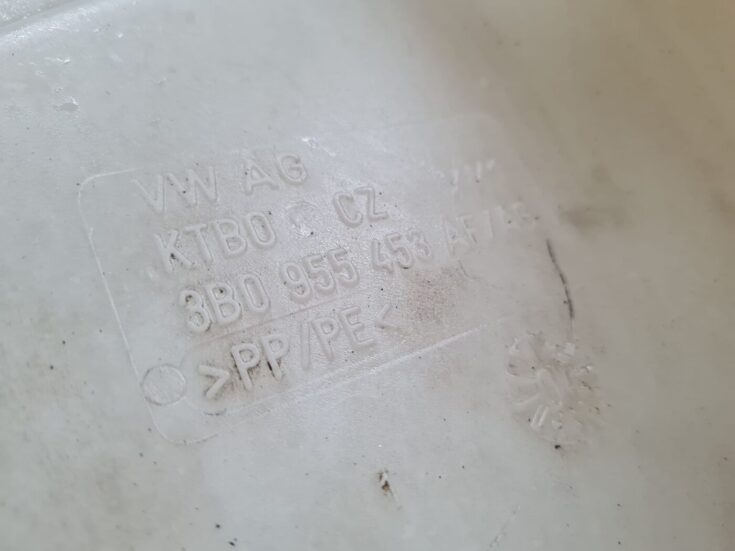 VW AG
KTBO CZ
3B0 955 453 AF/
>PP/PE<